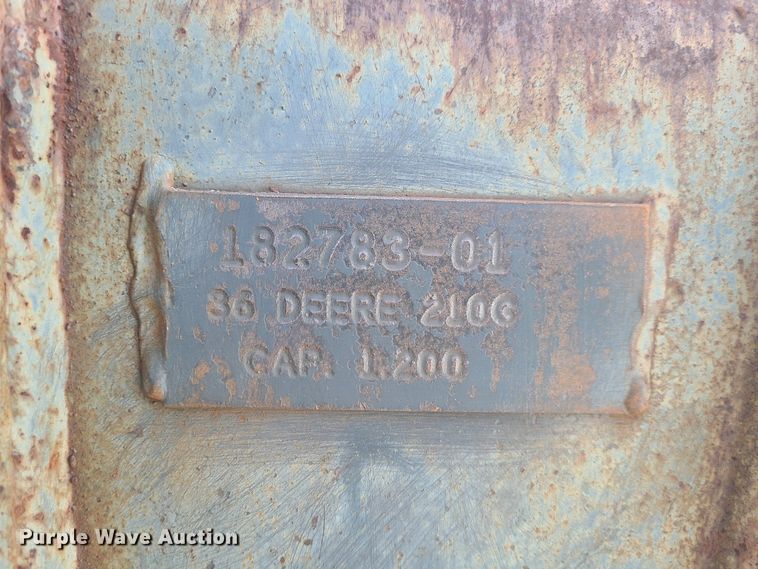 182783-01
36 DEERE 210G
CAP. 1.200
Purple Wave Auction